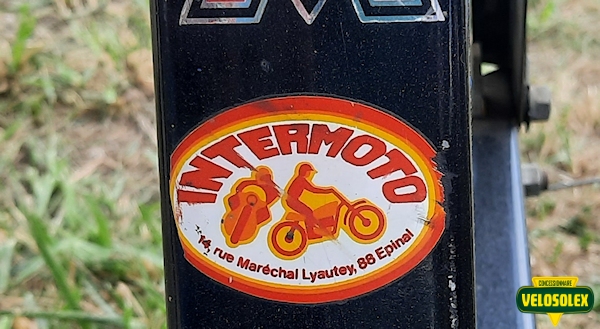 INTERMOTO
14, rue Maréchal Lyautey, 88 Epinal
CONCESSIONNAIRE
VELOSOLEX